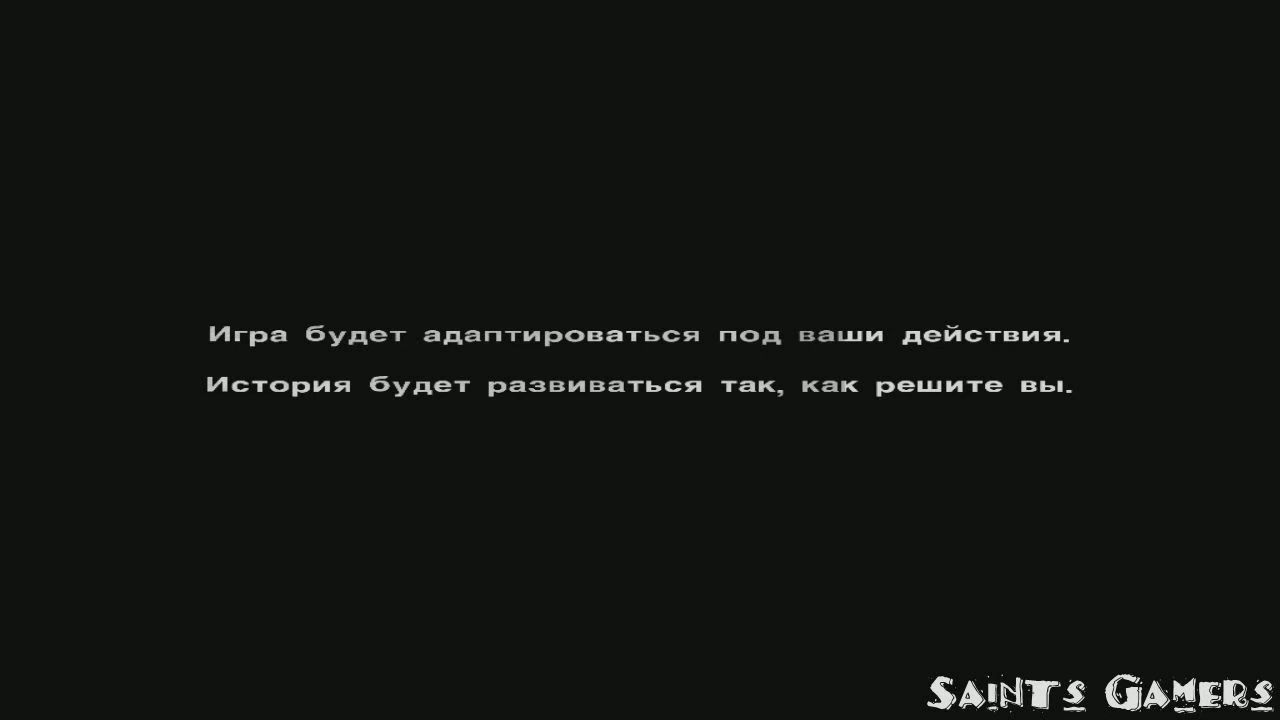 Игра будет адаптироваться под ваши действия.
История будет развиваться так, как решите вы.
Saints Gamers